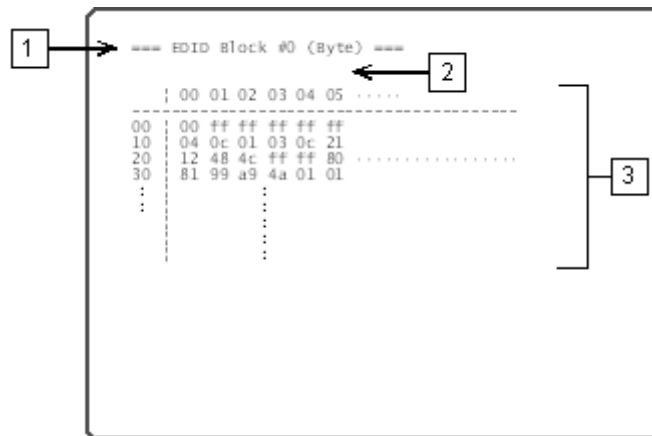 1
=== EDID Block #0 (Byte) ===
2
00 01 02 03 04 05 ·····
00 00 ff ff ff ff ff
10 04 0c 01 03 0c 21
20 12 48 4c ff ff 80 ··················
30 81 99 a9 4a 01 01
3